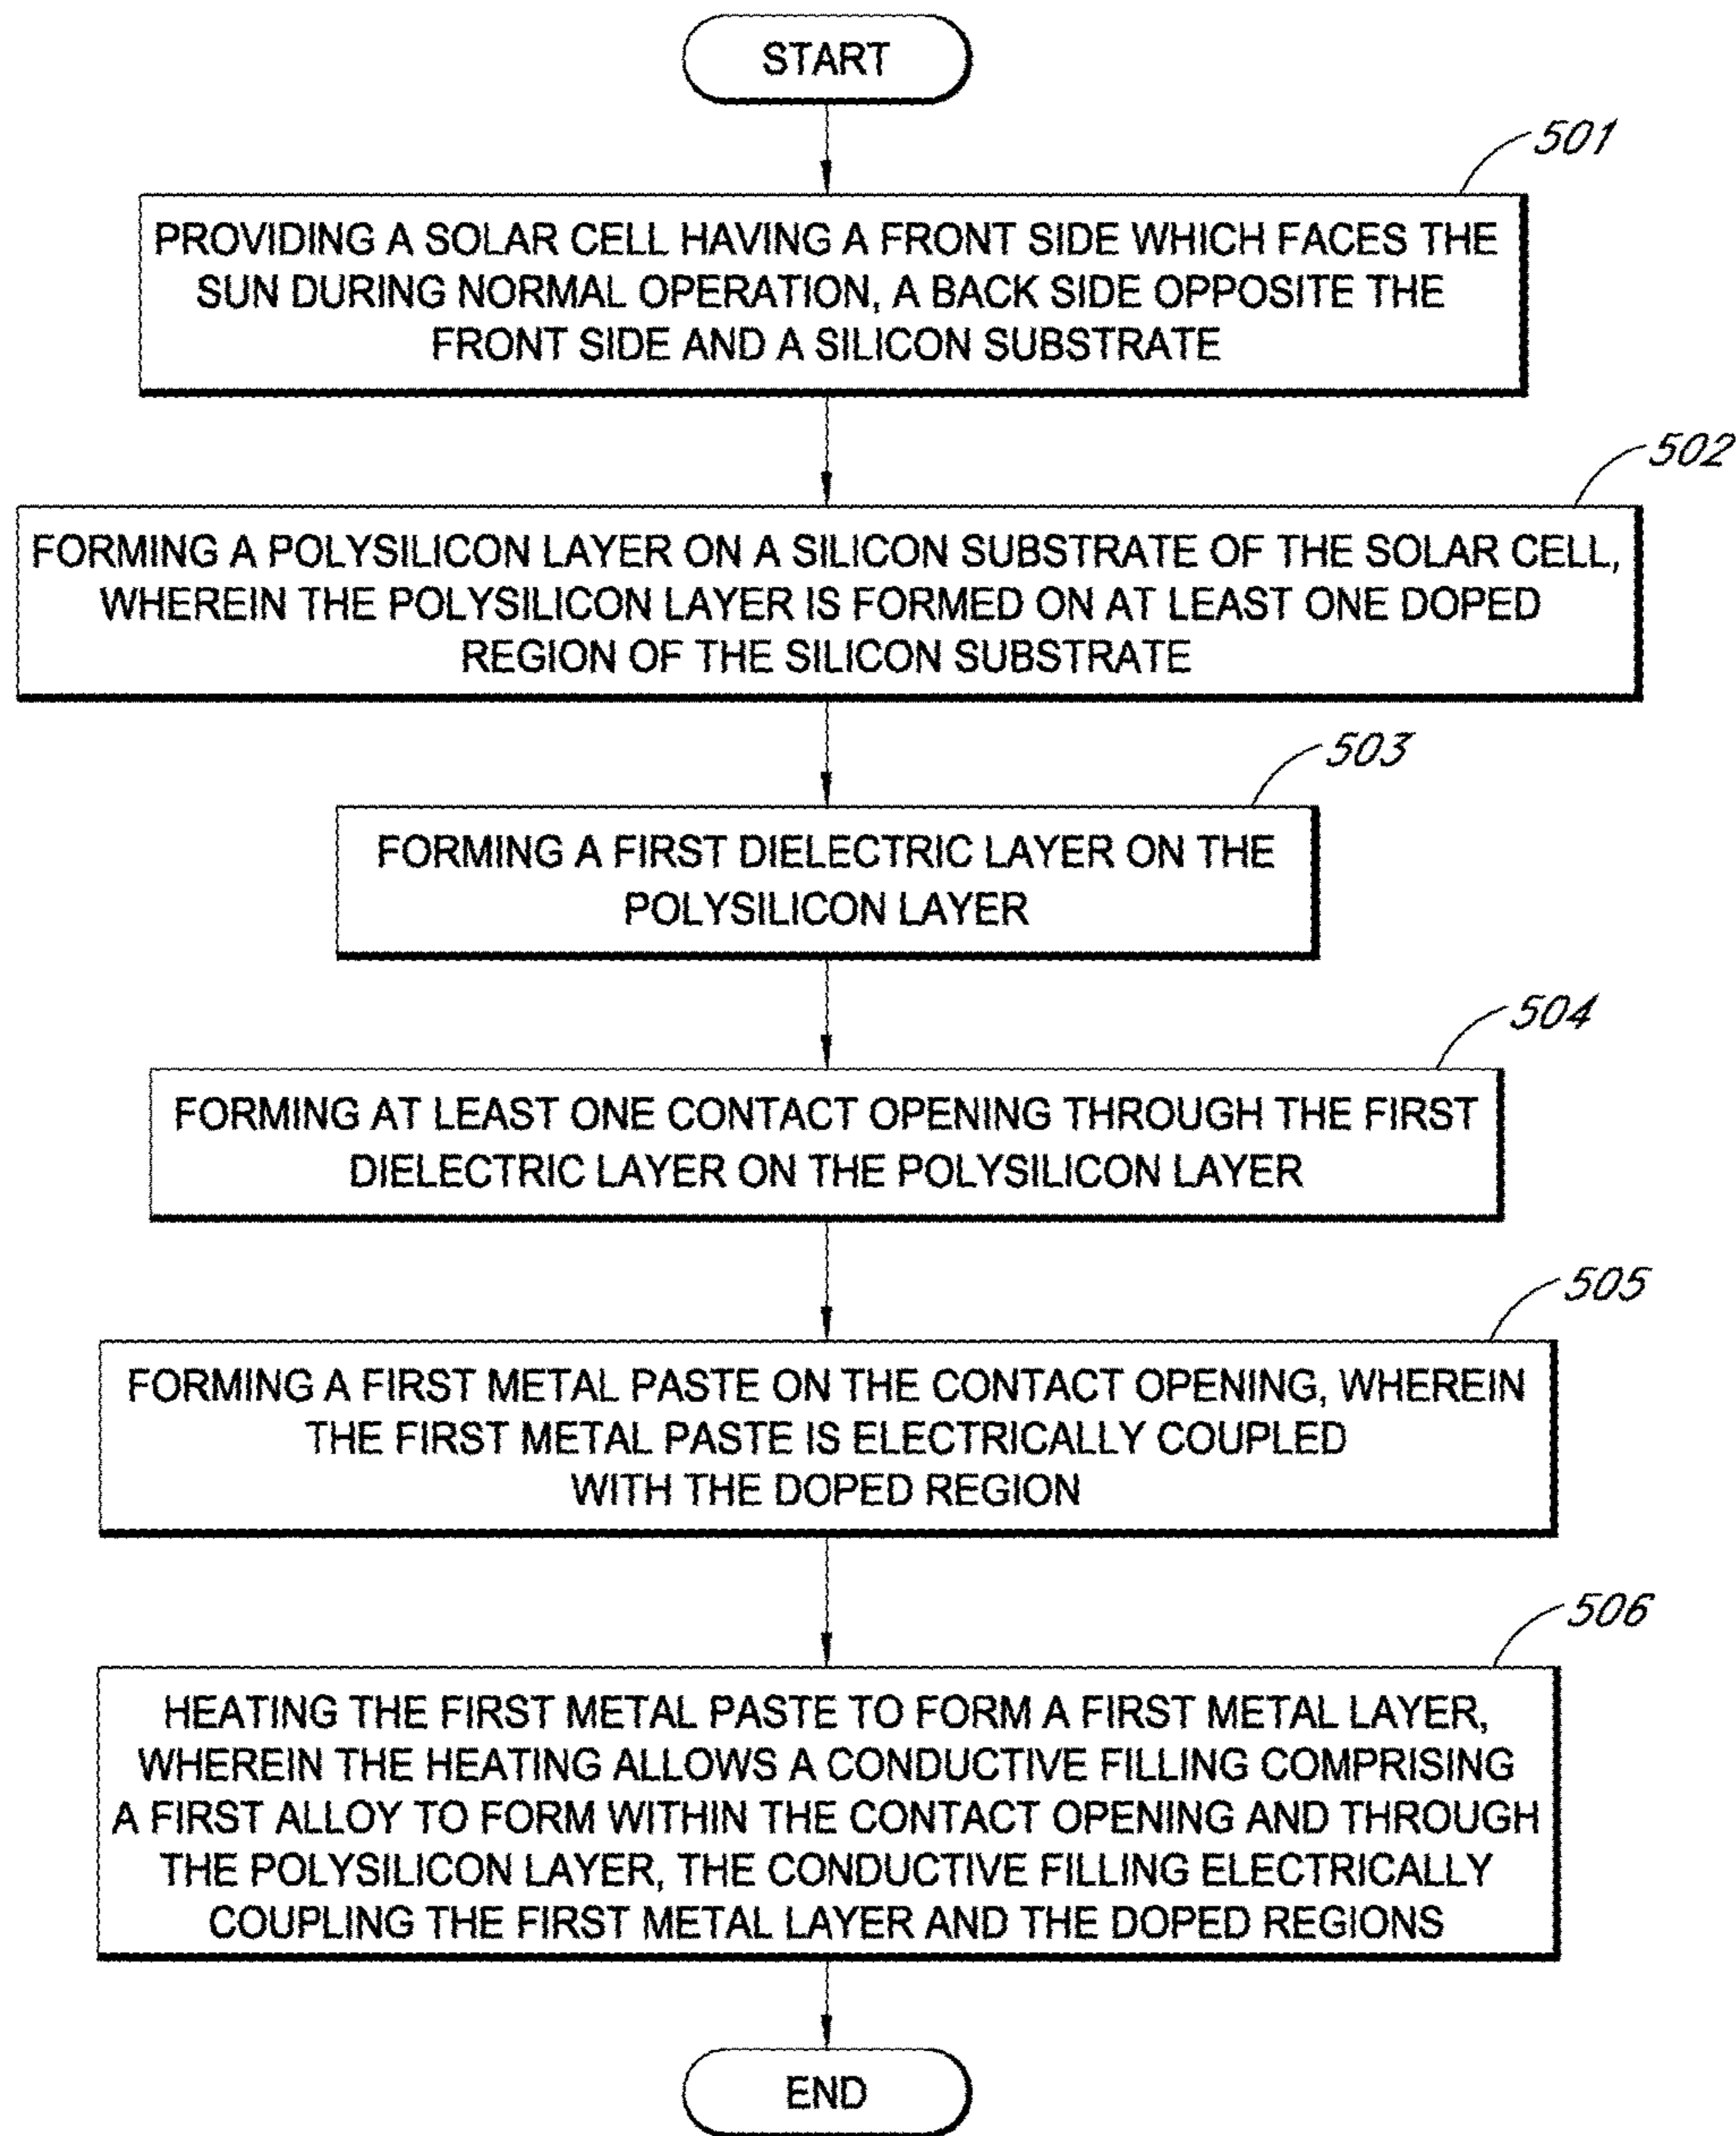 START
501
PROVIDING A SOLAR CELL HAVING A FRONT SIDE WHICH FACES THE
SUN DURING NORMAL OPERATION, A BACK SIDE OPPOSITE THE
FRONT SIDE AND A SILICON SUBSTRATE
502
FORMING A POLYSILICON LAYER ON A SILICON SUBSTRATE OF THE SOLAR CELL,
WHEREIN THE POLYSILICON LAYER IS FORMED ON AT LEAST ONE DOPED
REGION OF THE SILICON SUBSTRATE
503
FORMING A FIRST DIELECTRIC LAYER ON THE
POLYSILICON LAYER
504
FORMING AT LEAST ONE CONTACT OPENING THROUGH THE FIRST
DIELECTRIC LAYER ON THE POLYSILICON LAYER
505
FORMING A FIRST METAL PASTE ON THE CONTACT OPENING, WHEREIN
THE FIRST METAL PASTE IS ELECTRICALLY COUPLED
WITH THE DOPED REGION
506
HEATING THE FIRST METAL PASTE TO FORM A FIRST METAL LAYER,
WHEREIN THE HEATING ALLOWS A CONDUCTIVE FILLING COMPRISING
A FIRST ALLOY TO FORM WITHIN THE CONTACT OPENING AND THROUGH
THE POLYSILICON LAYER, THE CONDUCTIVE FILLING ELECTRICALLY
COUPLING THE FIRST METAL LAYER AND THE DOPED REGIONS
END